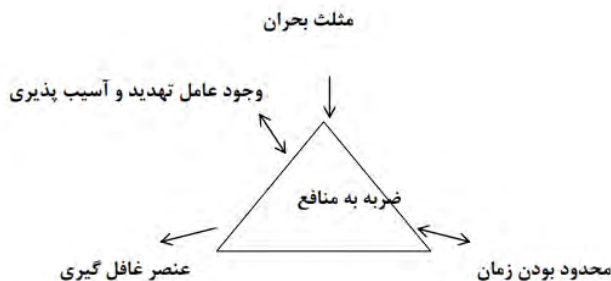 مثلث بحران
وجود عامل تهدید و آسیب پذیری
ضربه به منافع
محدود بودن زمان
عنصر غافل گیری